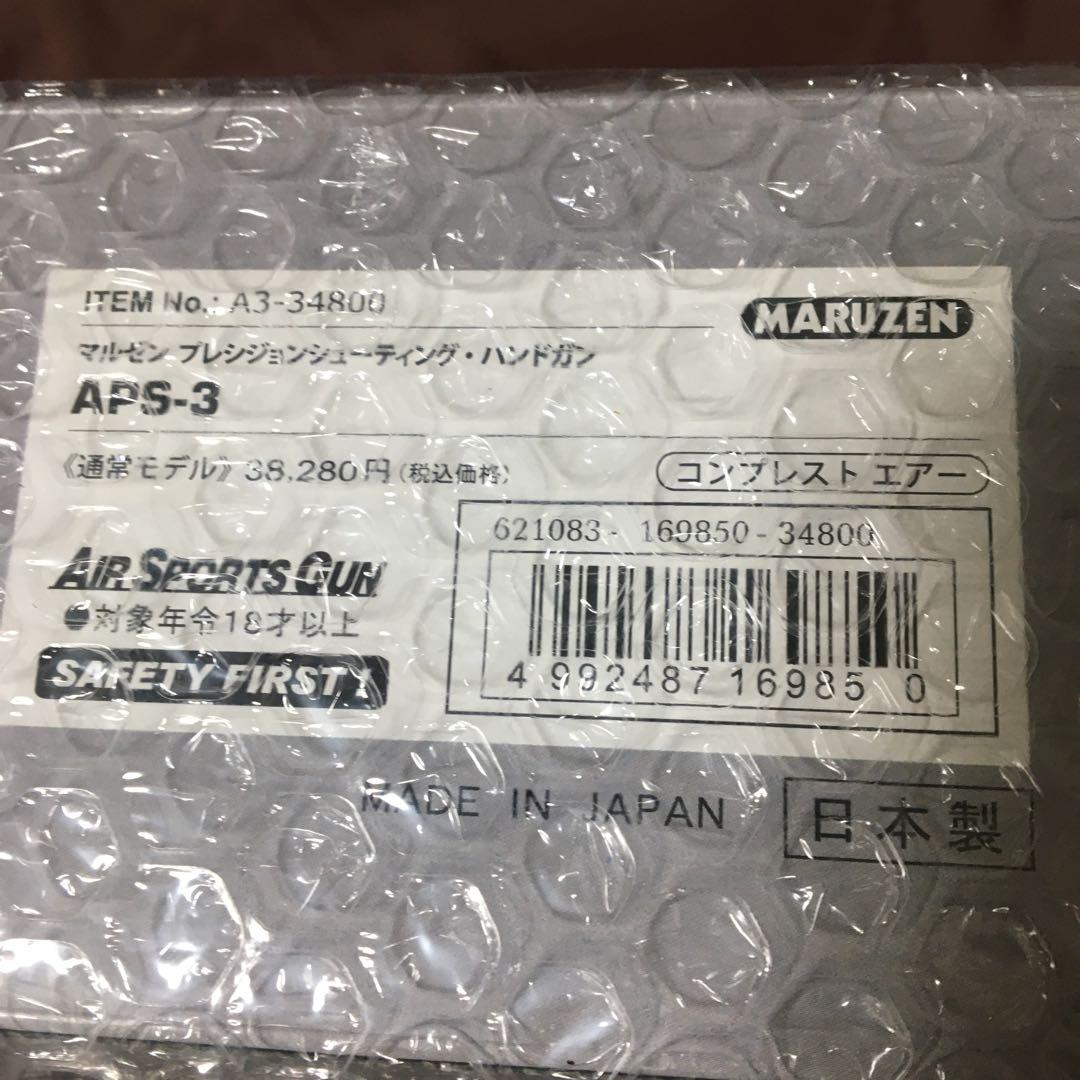 ITEM No.: A3-34800
MARUZEN
マルゼン プレシジョンシューティング・ハンドガン
APS-3
《通常モデル》38,280円(税込価格)
コンプレスト エアー
621083 - 169850 - 34800
AIR SPORTS GUN
●対象年令18才以上
SAFETY FIRST !
4 992487 169850
MADE IN JAPAN
日本製